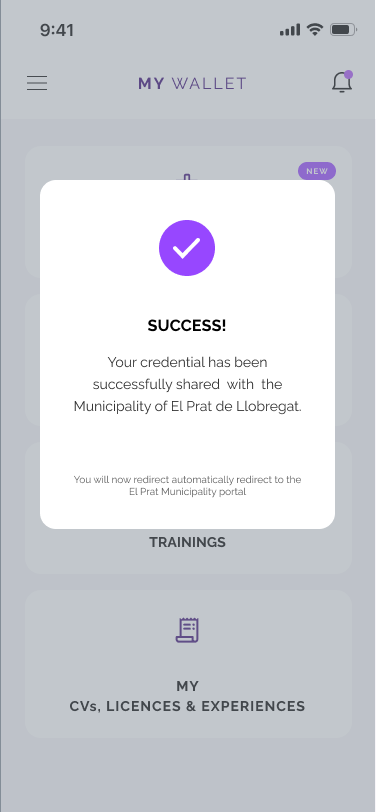 9:41
MY WALLET
NEW
SUCCESS!
Your credential has been
successfully shared with the
Municipality of El Prat de Llobregat.
You will now redirect automatically redirect to the
El Prat Municipality portal
TRAININGS
MY
CVs, LICENCES & EXPERIENCES